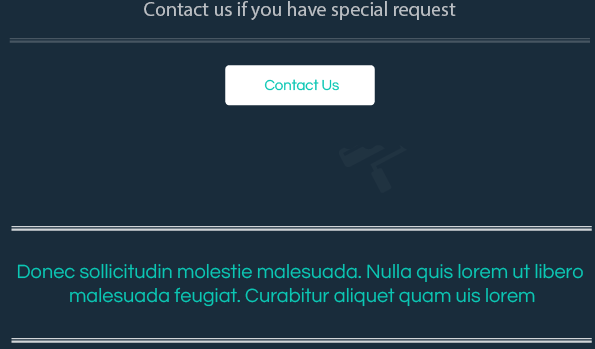 Contact us if you have special request
Contact Us
Donec sollicitudin molestie malesuada. Nulla quis lorem ut libero
malesuada feugiat. Curabitur aliquet quam uis lorem